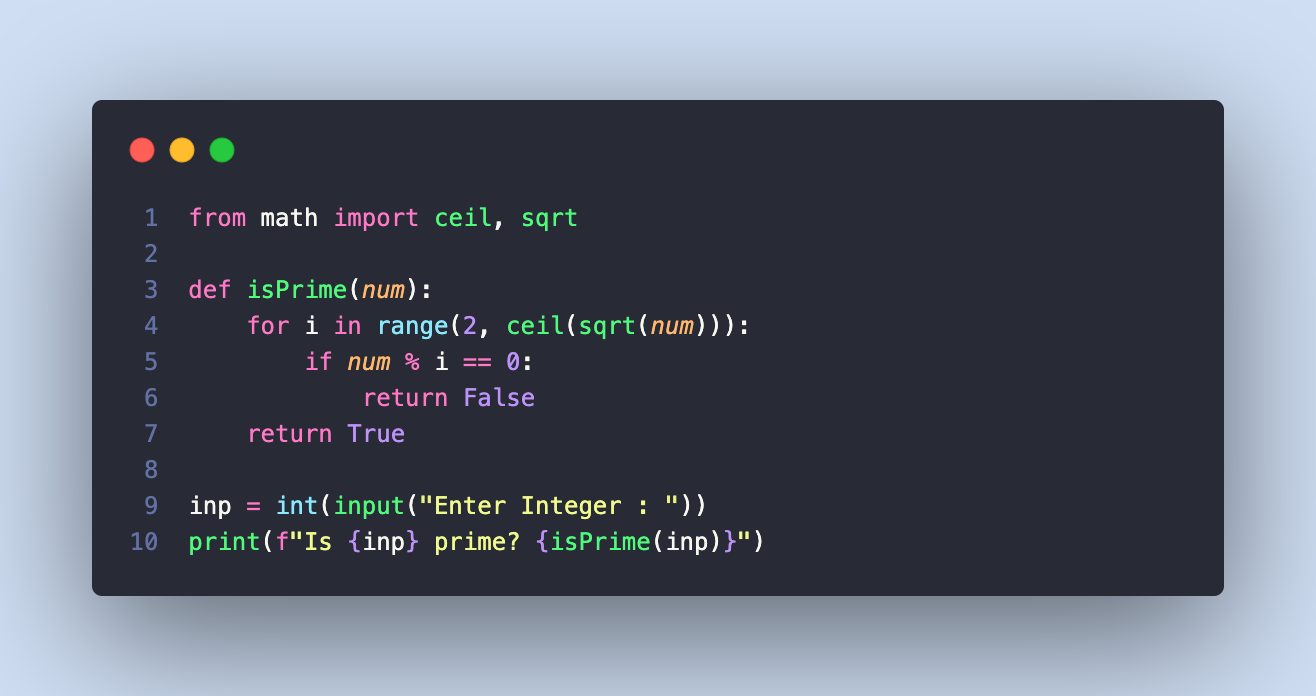 1 from math import ceil, sqrt
2
3 def isPrime(num):
4     for i in range(2, ceil(sqrt(num))):
5         if num % i == 0:
6             return False
7     return True
8
9 inp = int(input("Enter Integer : "))
10 print(f"Is {inp} prime? {isPrime(inp)}")